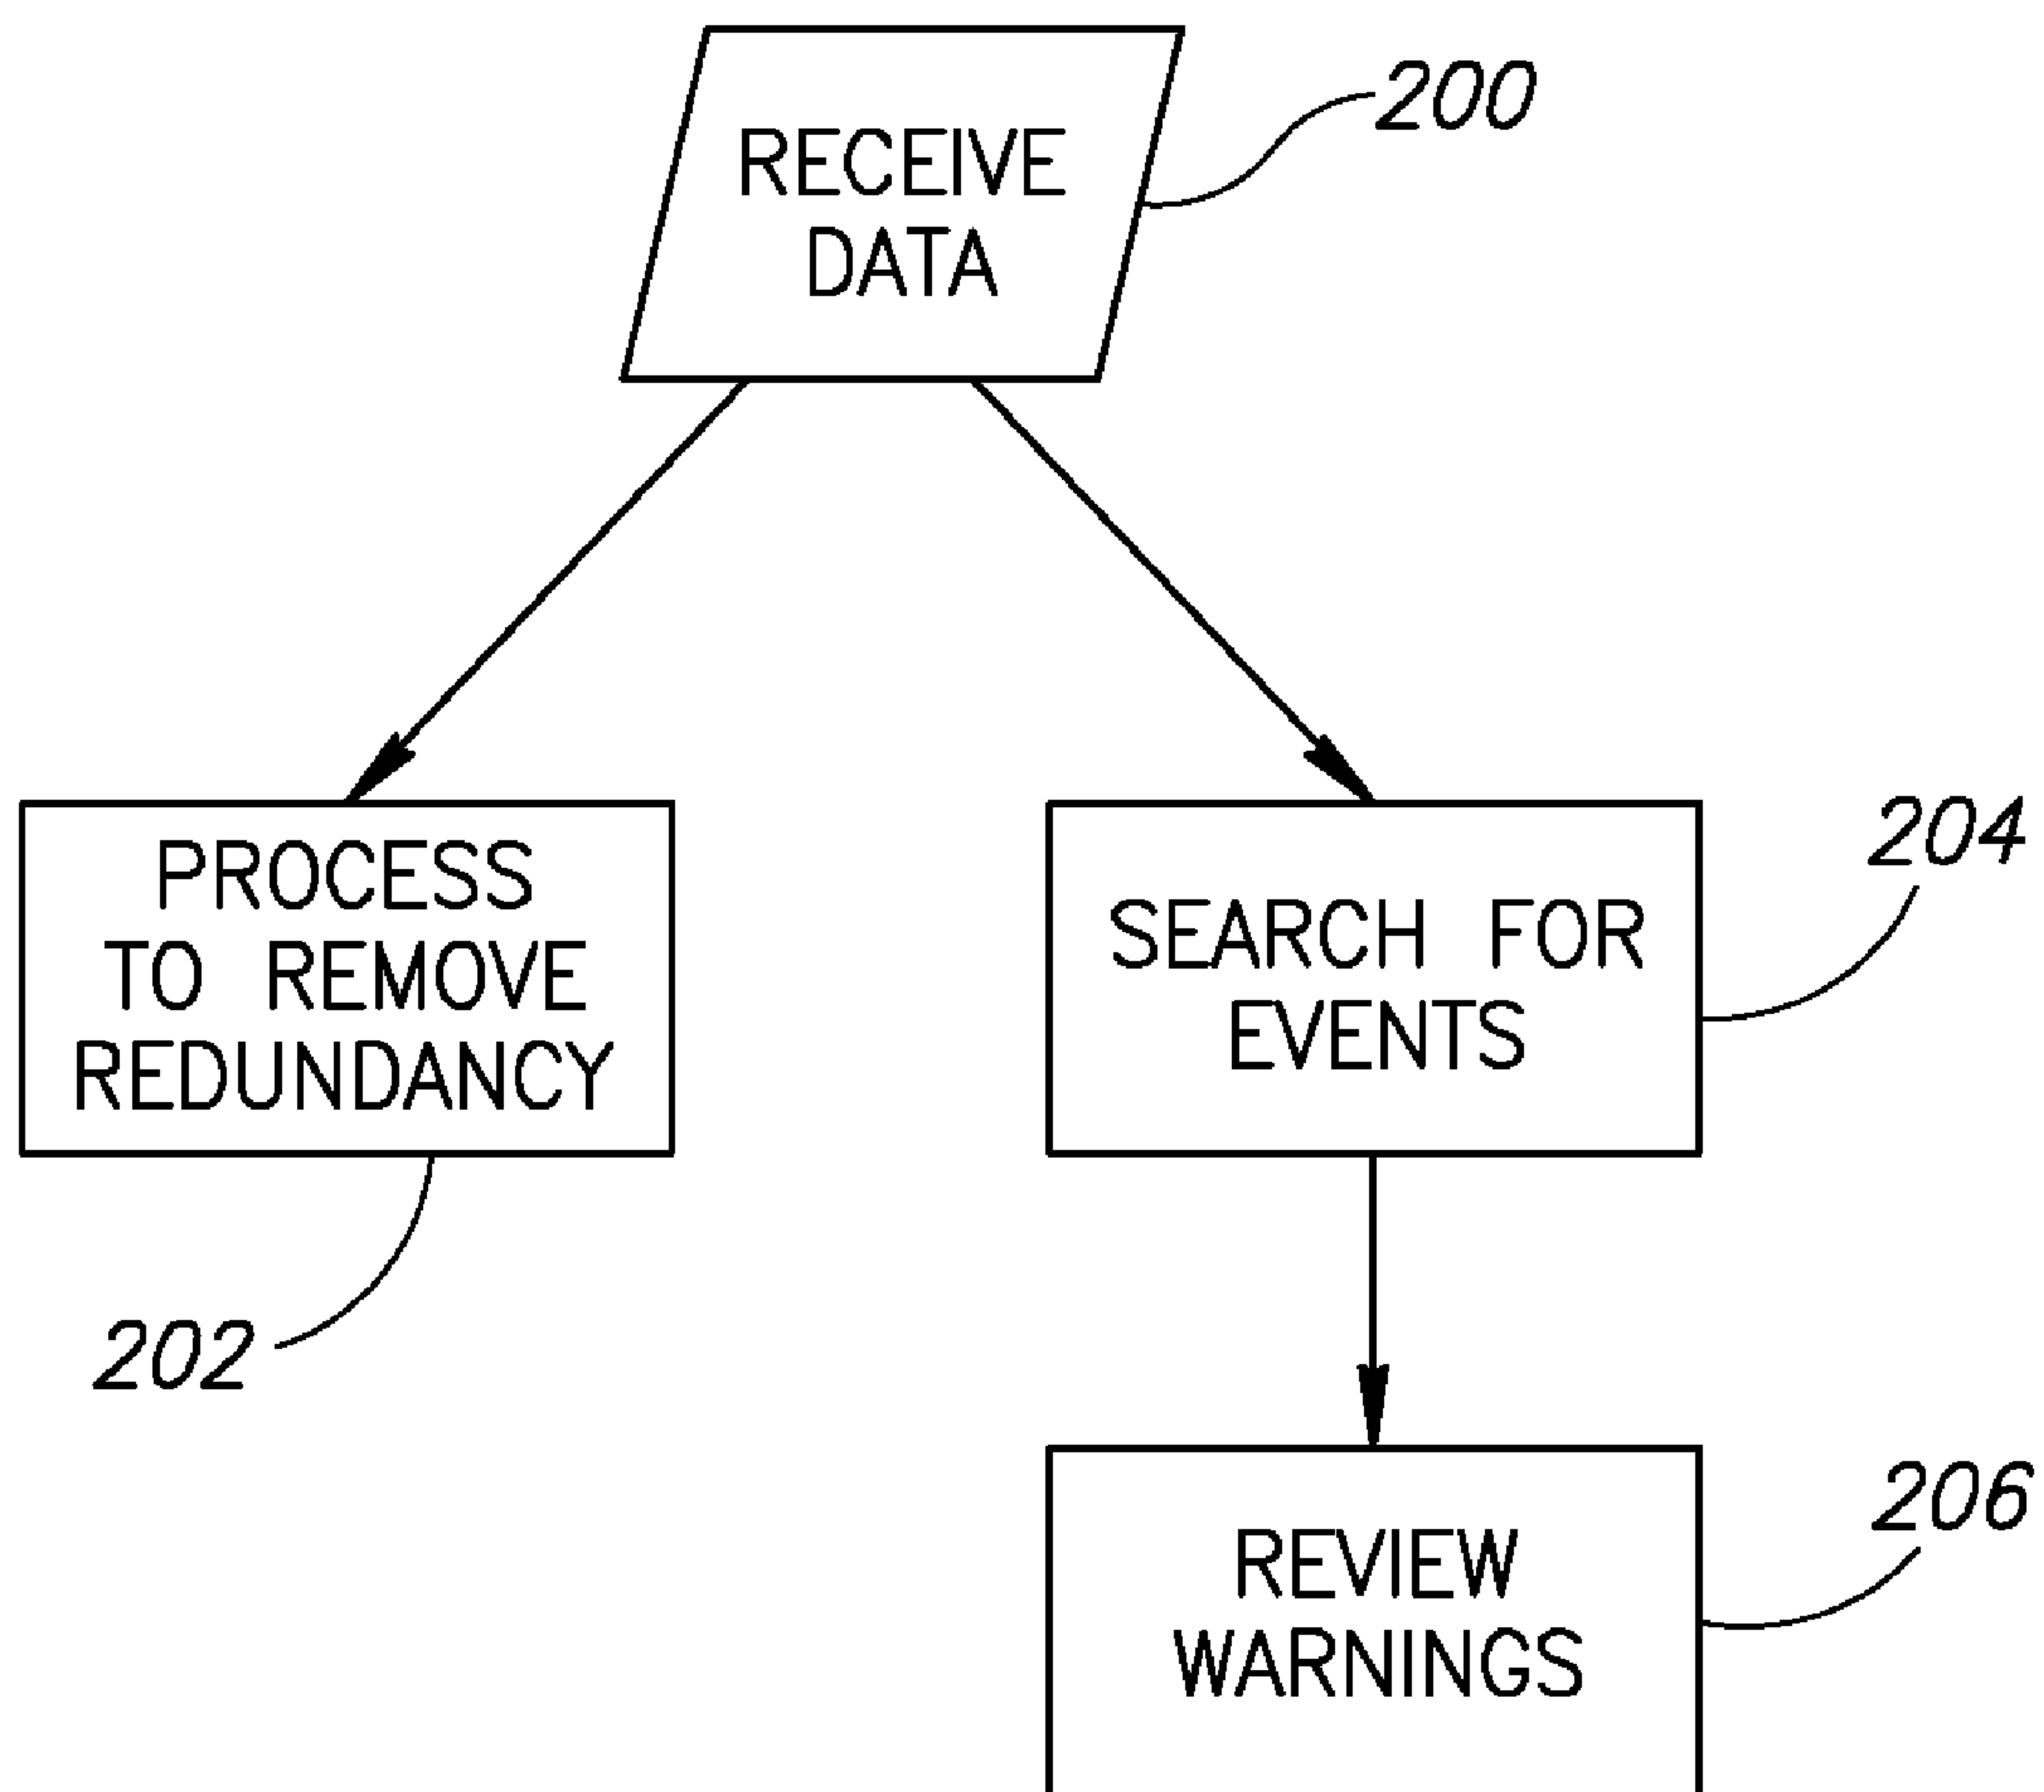 RECEIVE
DATA
200
PROCESS
TO REMOVE
REDUNDANCY
202
SEARCH FOR
EVENTS
204
REVIEW
WARNINGS
206